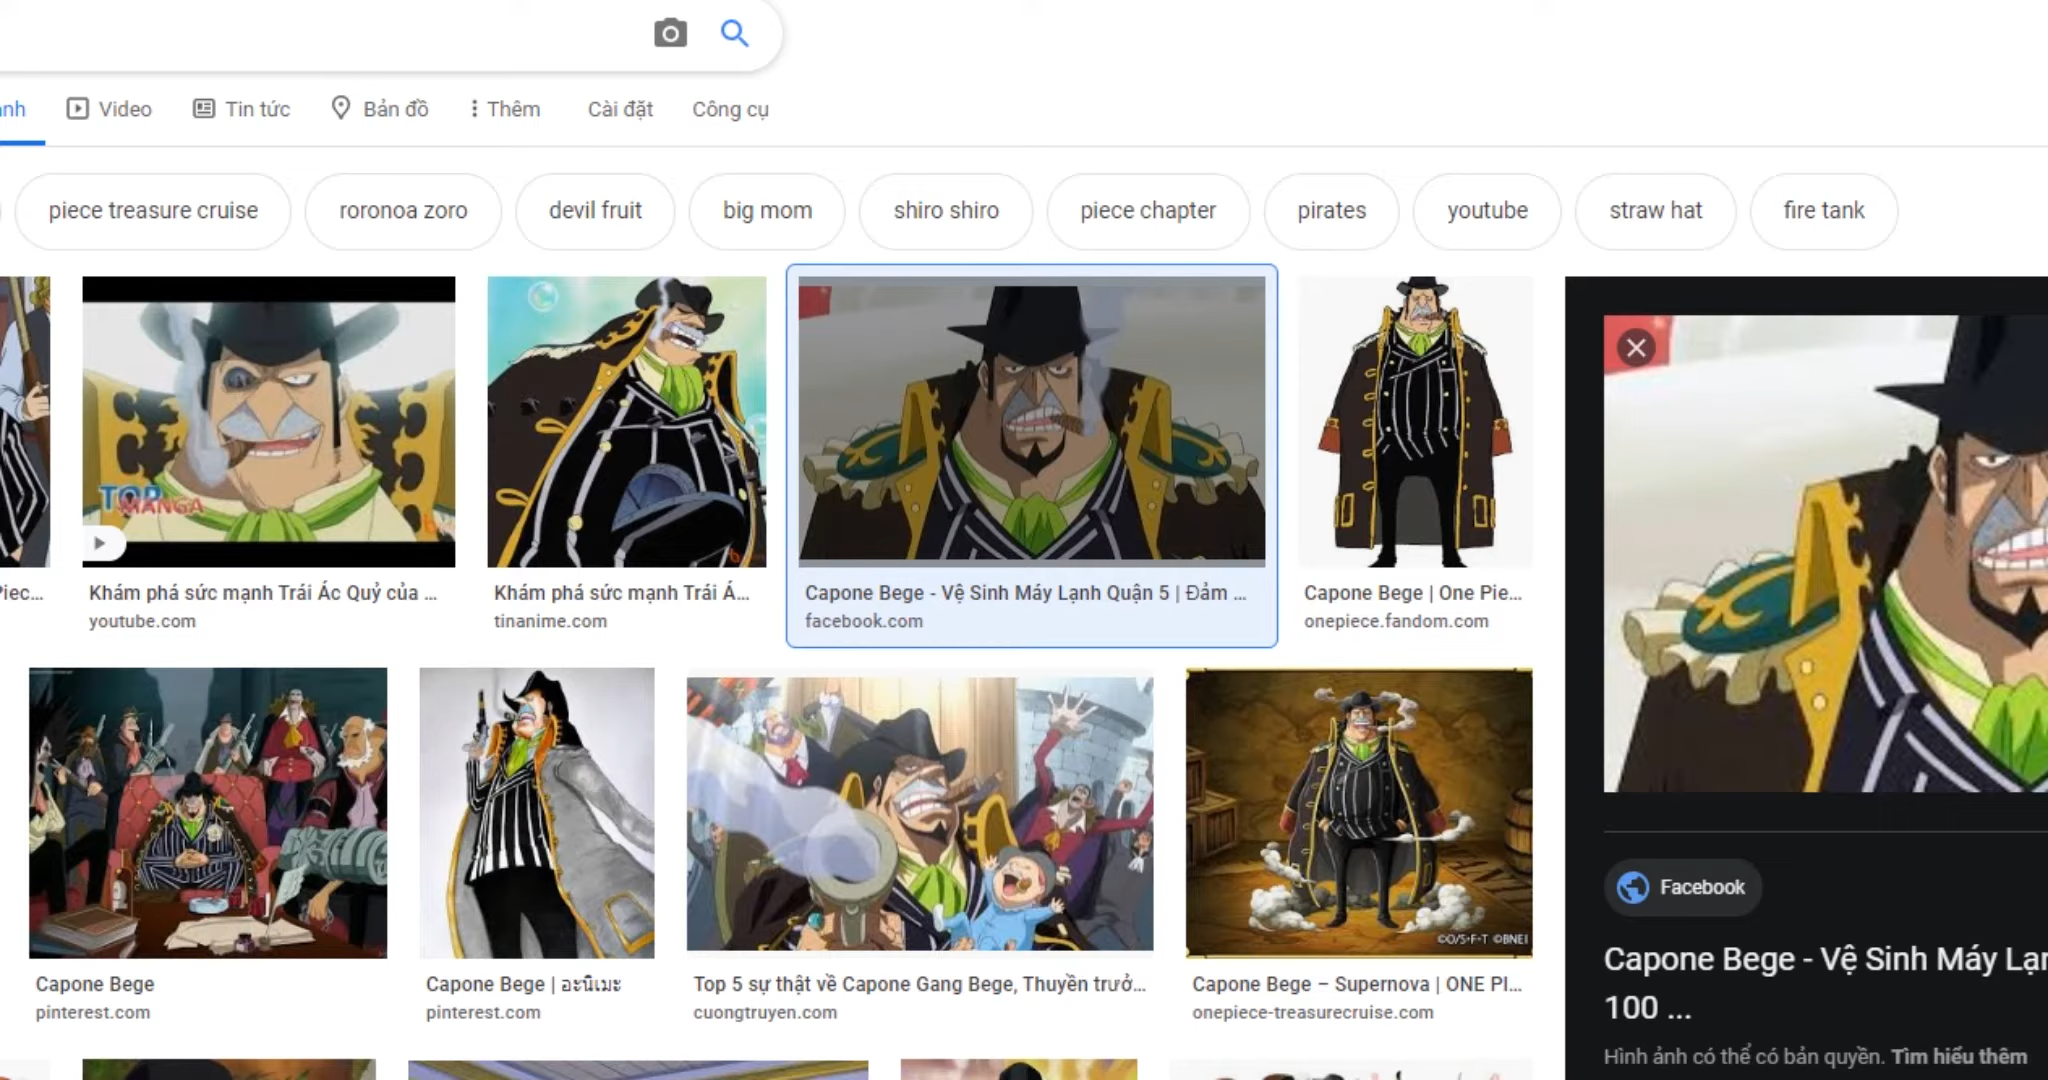 Video
Tin tức
Bản đồ
Thêm
Cài đặt
Công cụ
piece treasure cruise
roronoa zoro
devil fruit
big mom
shiro shiro
piece chapter
pirates
youtube
straw hat
fire tank
TOP
MANGA
Khám phá sức mạnh Trái Ác Quỷ của ...
youtube.com
Khám phá sức mạnh Trái Á...
tinanime.com
Capone Bege - Vệ Sinh Máy Lạnh Quận 5 | Đảm ...
facebook.com
Capone Bege | One Pie...
onepiece.fandom.com
Capone Bege
pinterest.com
Capone Bege | อะนิเมะ
pinterest.com
Top 5 sự thật về Capone Gang Bege, Thuyền trưở...
cuongtruyen.com
©O/S·F·T ©BNEI
Capone Bege – Supernova | ONE PI...
onepiece-treasurecruise.com
Facebook
Capone Bege - Vệ Sinh Máy
100 ...
Hình ảnh có thể có bản quyền. Tìm hiểu thêm